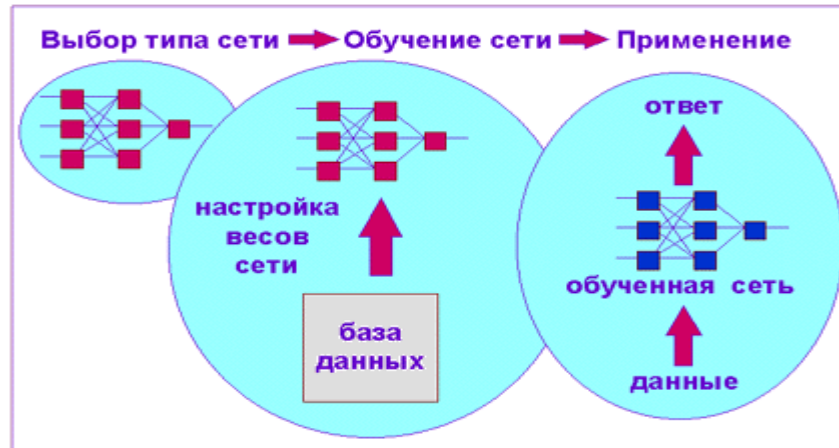 Выбор типа сети Обучение сети Применение
настройка
весов
сети
база
данных
ответ
обученная сеть
данные